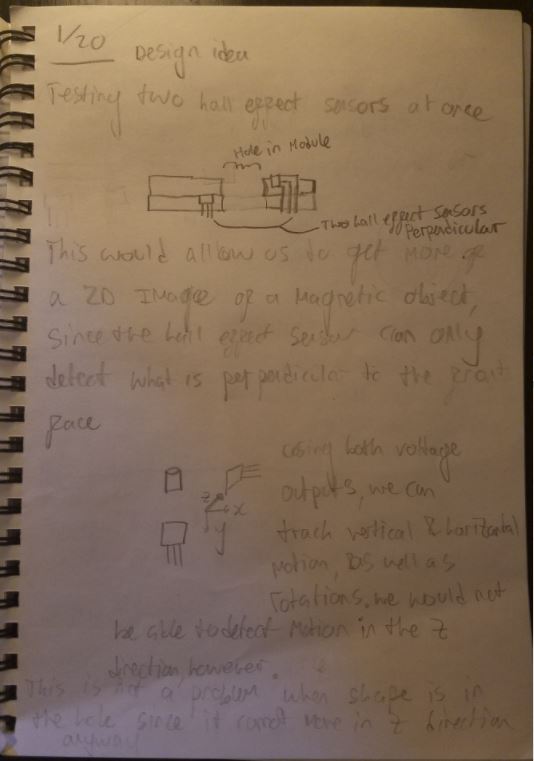 1/20 Design idea
Testing two hall effect sensors at once
Hole in Module
Two hall effect sensors
Perpendicular
This would allow us to get more of
a 2D Image of a Magnetic object,
since the hall effect sensor can only
detect what is perpendicular to the front
face
using both voltage
outputs, we can
z
x
y
track vertical & horizontal
motion, as well as
rotations. we would not
be able to detect Motion in the Z
direction, however.
This is not a problem when shape is in
the hole since it cannot move in z direction
anyway